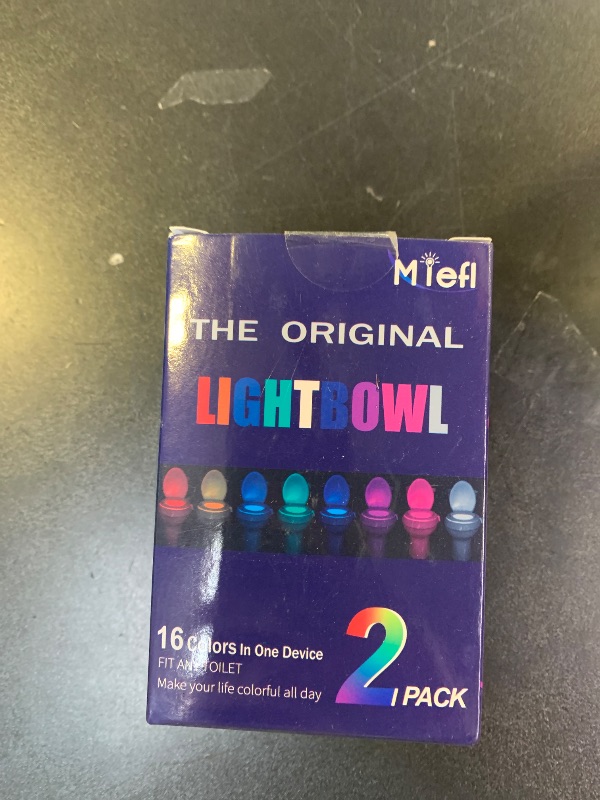 Miefl
THE ORIGINAL
LIGHTBOWL
16 colors In One Device
FIT ANY TOILET
Make your life colorful all day
2 PACK